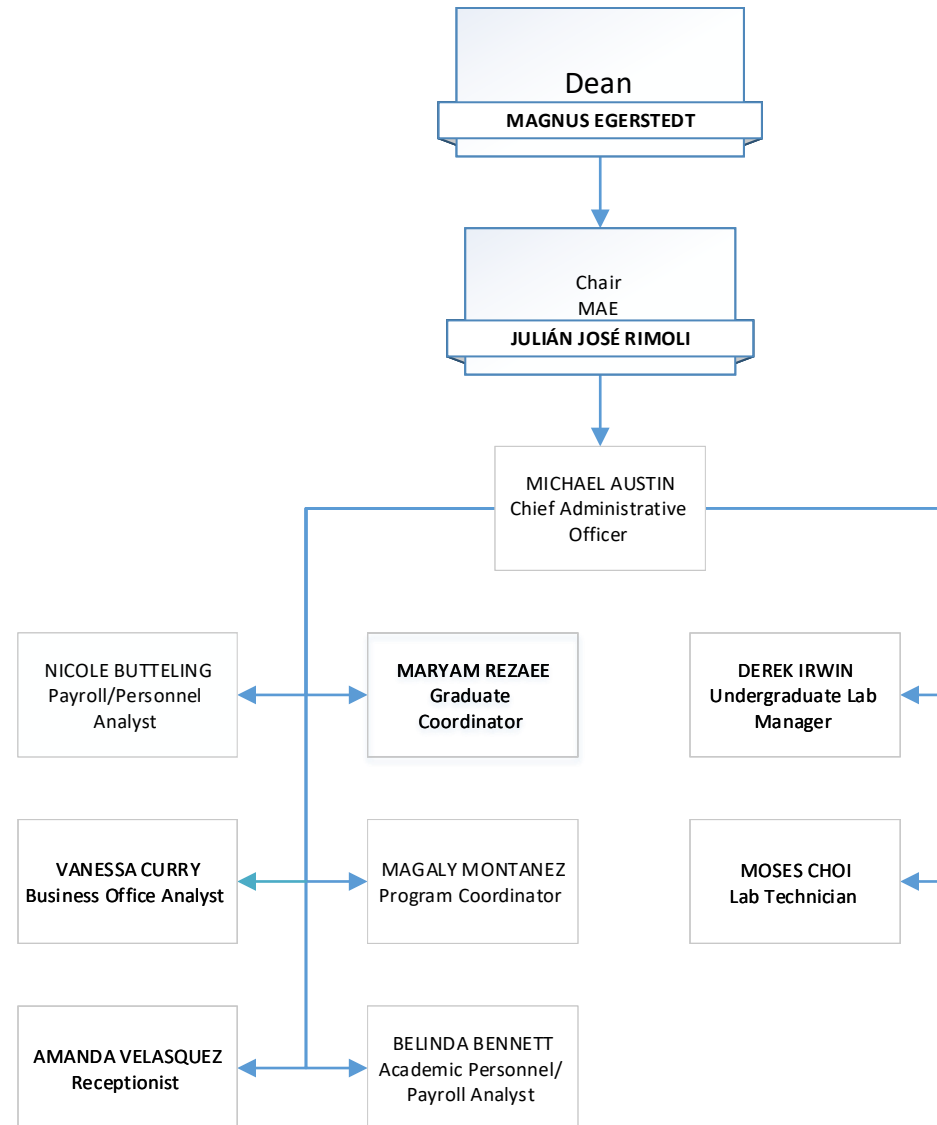 Dean
MAGNUS EGERSTEDT
Chair
MAE
JULIÁN JOSÉ RIMOLI
MICHAEL AUSTIN
Chief Administrative
Officer
NICOLE BUTTELING
Payroll/Personnel
Analyst
MARYAM REZAEE
Graduate
Coordinator
DEREK IRWIN
Undergraduate Lab
Manager
VANESSA CURRY
Business Office Analyst
MAGALY MONTANEZ
Program Coordinator
MOSES CHOI
Lab Technician
AMANDA VELASQUEZ
Receptionist
BELINDA BENNETT
Academic Personnel/
Payroll Analyst